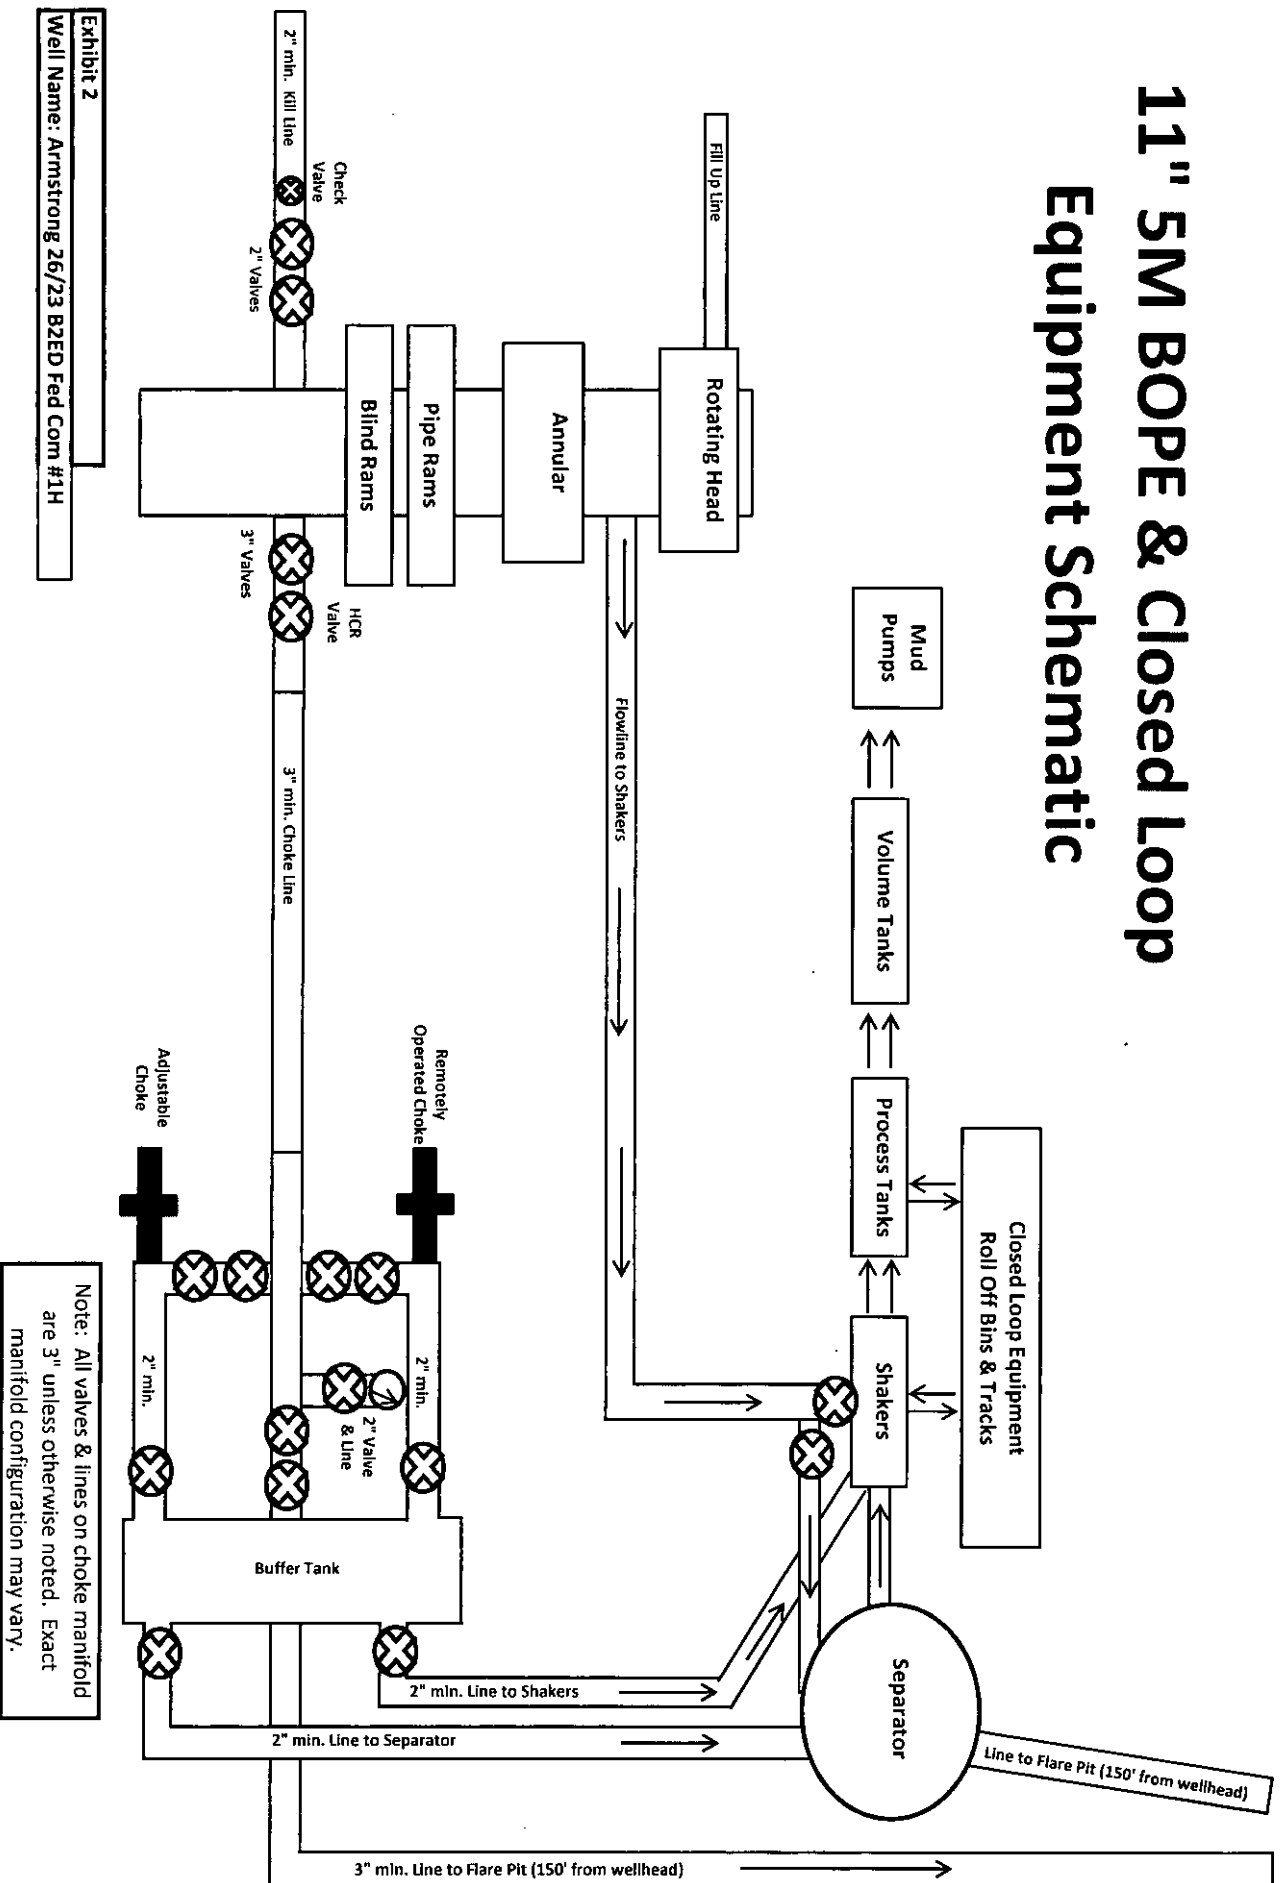 11" 5M BOPE & Closed Loop
Equipment Schematic
Closed Loop Equipment
Roll Off Bins & Tracks
Mud
Pumps
Volume Tanks
Process Tanks
Shakers
Separator
Line to Flare Pit (150' from wellhead)
Fill Up Line
Rotating Head
Flowline to Shakers
Annular
Pipe Rams
Blind Rams
Check
Valve
2" min. Kill Line
2" Valves
HCR
Valve
3" Valves
3" min. Choke Line
Remotely
Operated Choke
Adjustable
Choke
2" min.
2" Valve
& Line
2" min.
Buffer Tank
2" min. Line to Shakers
2" min. Line to Separator
3" min. Line to Flare Pit (150' from wellhead)
Note: All valves & lines on choke manifold
are 3" unless otherwise noted. Exact
manifold configuration may vary.
Exhibit 2
Well Name: Armstrong 26/23 B2ED Fed Com #1H